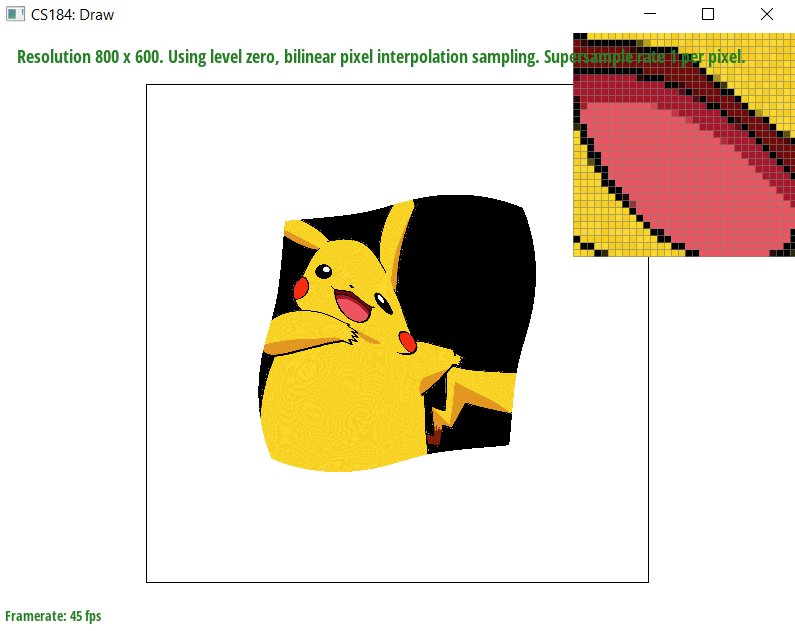 CS184: Draw
Resolution 800 x 600. Using level zero, bilinear pixel interpolation sampling. Supersample rate 1 per pixel.
Framerate: 45 fps